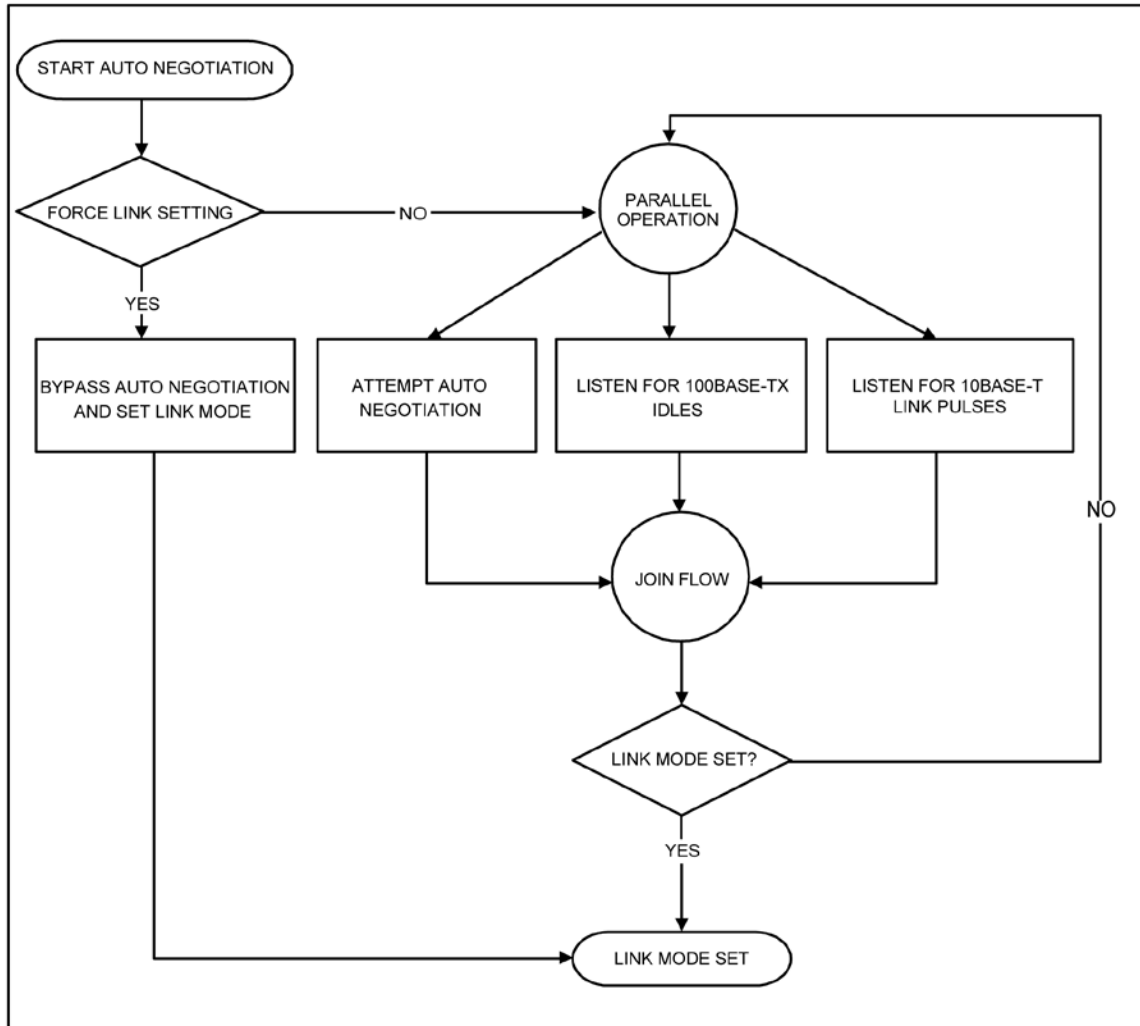 START AUTO NEGOTIATION
FORCE LINK SETTING
NO
PARALLEL
OPERATION
YES
BYPASS AUTO NEGOTIATION
AND SET LINK MODE
ATTEMPT AUTO
NEGOTIATION
LISTEN FOR 100BASE-TX
IDLES
LISTEN FOR 10BASE-T
LINK PULSES
NO
JOIN FLOW
LINK MODE SET?
YES
LINK MODE SET